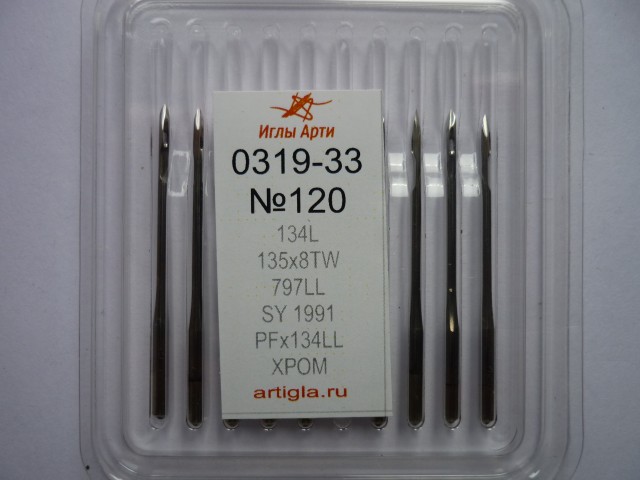 Иглы Арти
0319-33
№120
134L
135x8TW
797LL
SY 1991
PFx134LL
ХРОМ
artigla.ru